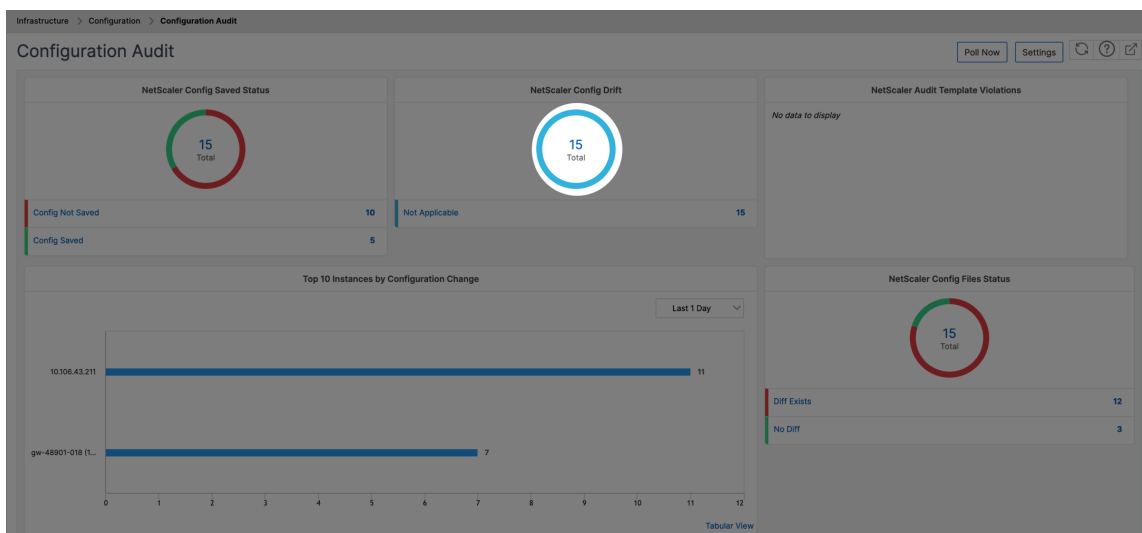 Infrastructure > Configuration > Configuration Audit
Configuration Audit
Poll Now
Settings
NetScaler Config Saved Status
15
Total
Config Not Saved 10
Config Saved 5
NetScaler Config Drift
15
Total
Not Applicable 15
NetScaler Audit Template Violations
No data to display
Top 10 Instances by Configuration Change
Last 1 Day
10.106.43.211 11
gw-48901-018 (1... 7
0 1 2 3 4 5 6 7 8 9 10 11 12
Tabular View
NetScaler Config Files Status
15
Total
Diff Exists 12
No Diff 3